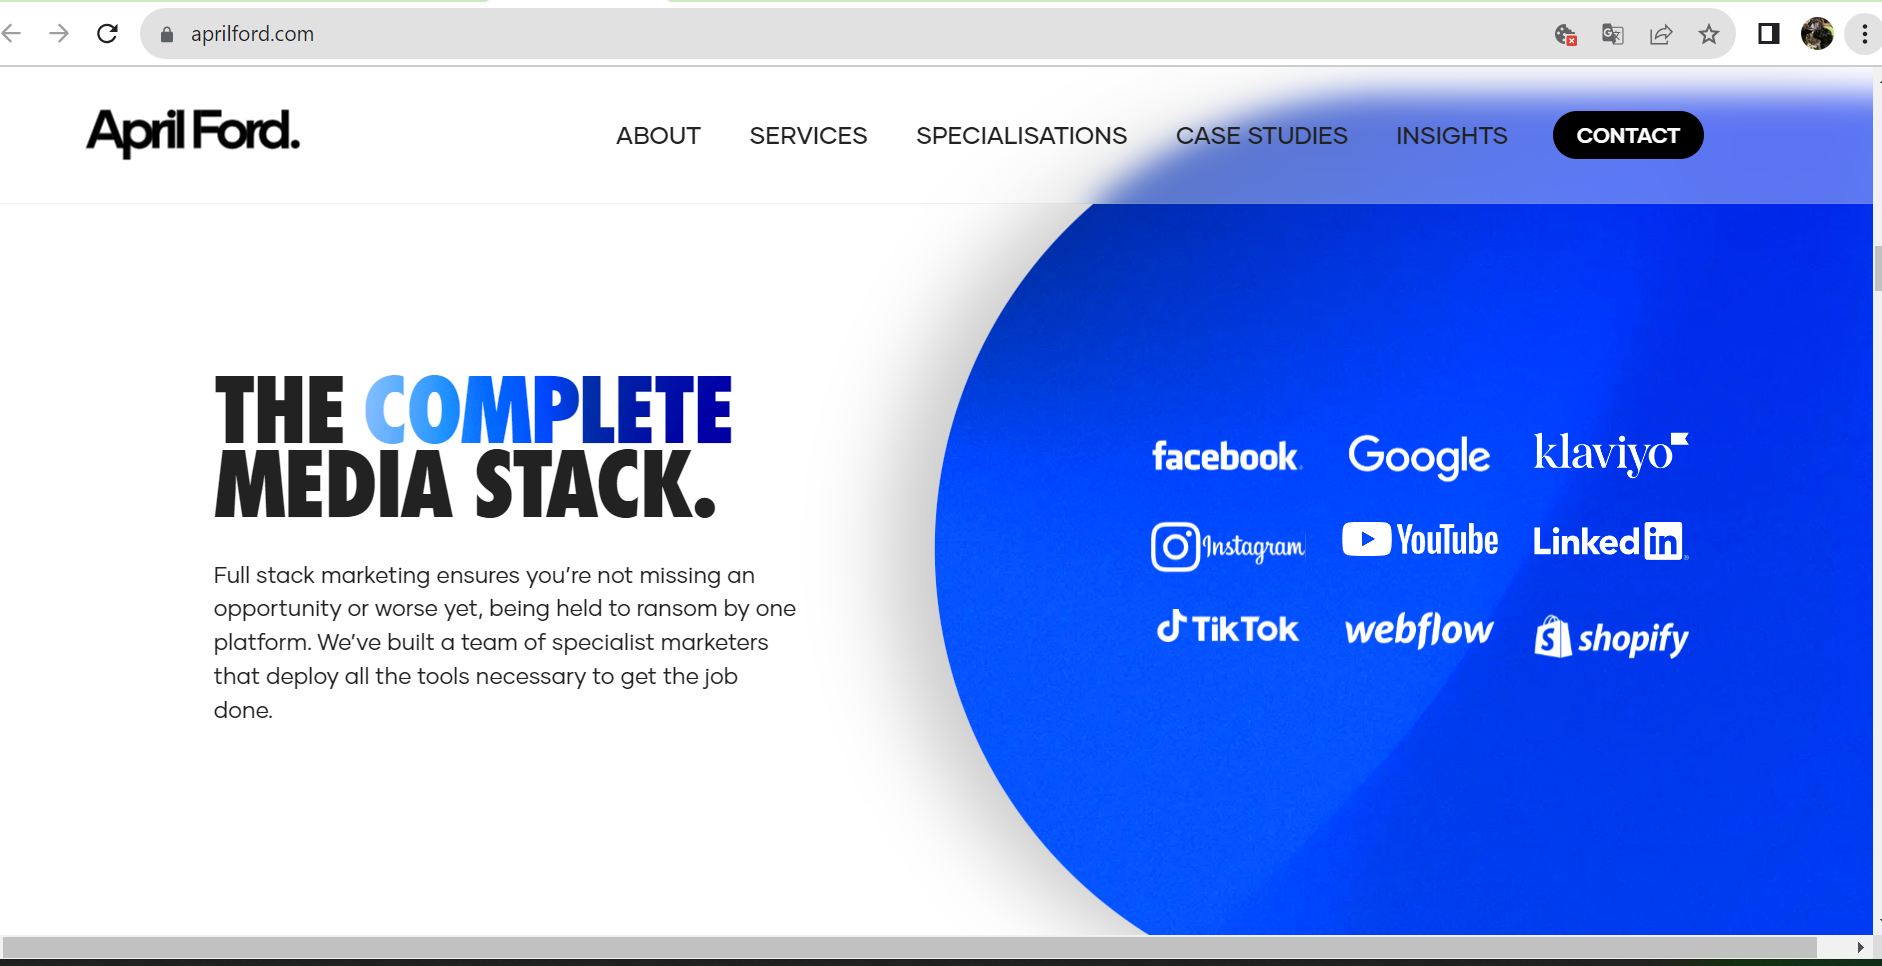 aprilford.com
April Ford.
ABOUT SERVICES SPECIALISATIONS CASE STUDIES INSIGHTS CONTACT
THE COMPLETE
MEDIA STACK.
Full stack marketing ensures you’re not missing an
opportunity or worse yet, being held to ransom by one
platform. We’ve built a team of specialist marketers
that deploy all the tools necessary to get the job
done.
facebook Google klaviyo
Instagram YouTube Linkedin
TikTok webflow shopify